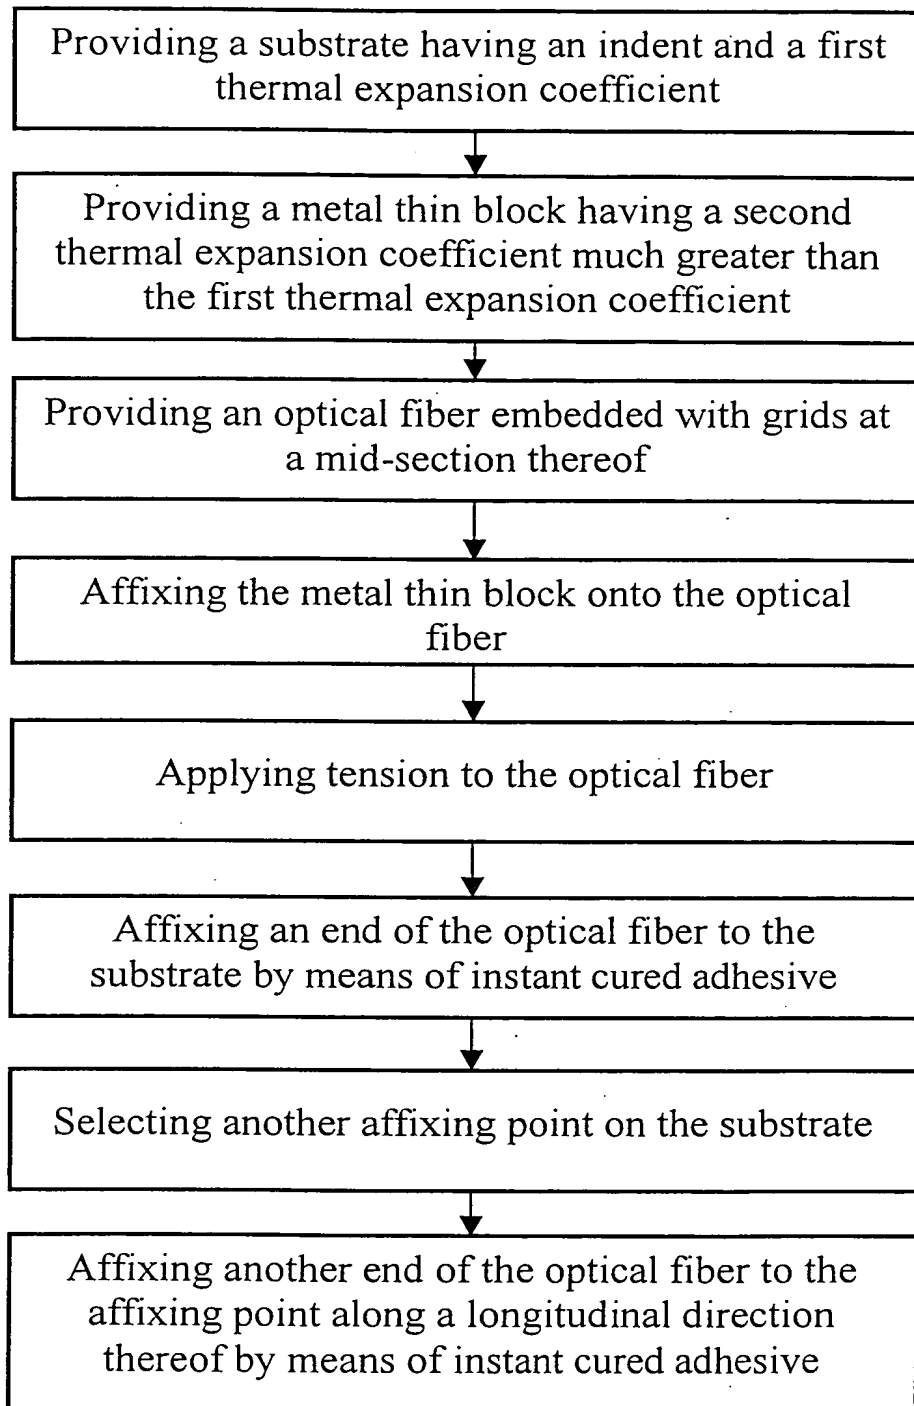 Providing a substrate having an indent and a first
thermal expansion coefficient
Providing a metal thin block having a second
thermal expansion coefficient much greater than
the first thermal expansion coefficient
Providing an optical fiber embedded with grids at
a mid-section thereof
Affixing the metal thin block onto the optical
fiber
Applying tension to the optical fiber
Affixing an end of the optical fiber to the
substrate by means of instant cured adhesive
Selecting another affixing point on the substrate
Affixing another end of the optical fiber to the
affixing point along a longitudinal direction
thereof by means of instant cured adhesive